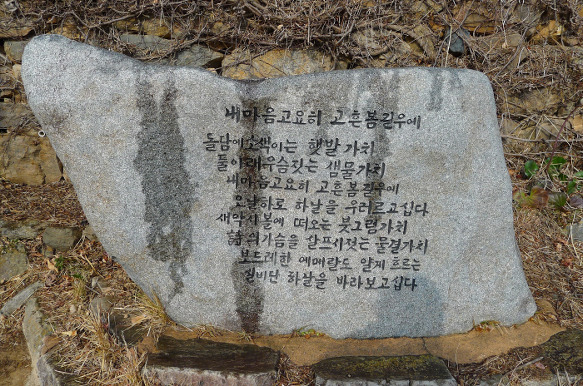 내마음고요히 고흔봄길우에
돌담에소색이는 햇발가치
풀아래우슴짓는 샘물가치
내마음고요히 고흔봄길우에
오날하로 하날을 우러르고십다
새악시볼에 떠오는 붓그럼가치
詩의가슴을 살프시젓는 물결가치
보드레한 에메랄드 얄게 흐르는
실비단 하날을 바라보고십다